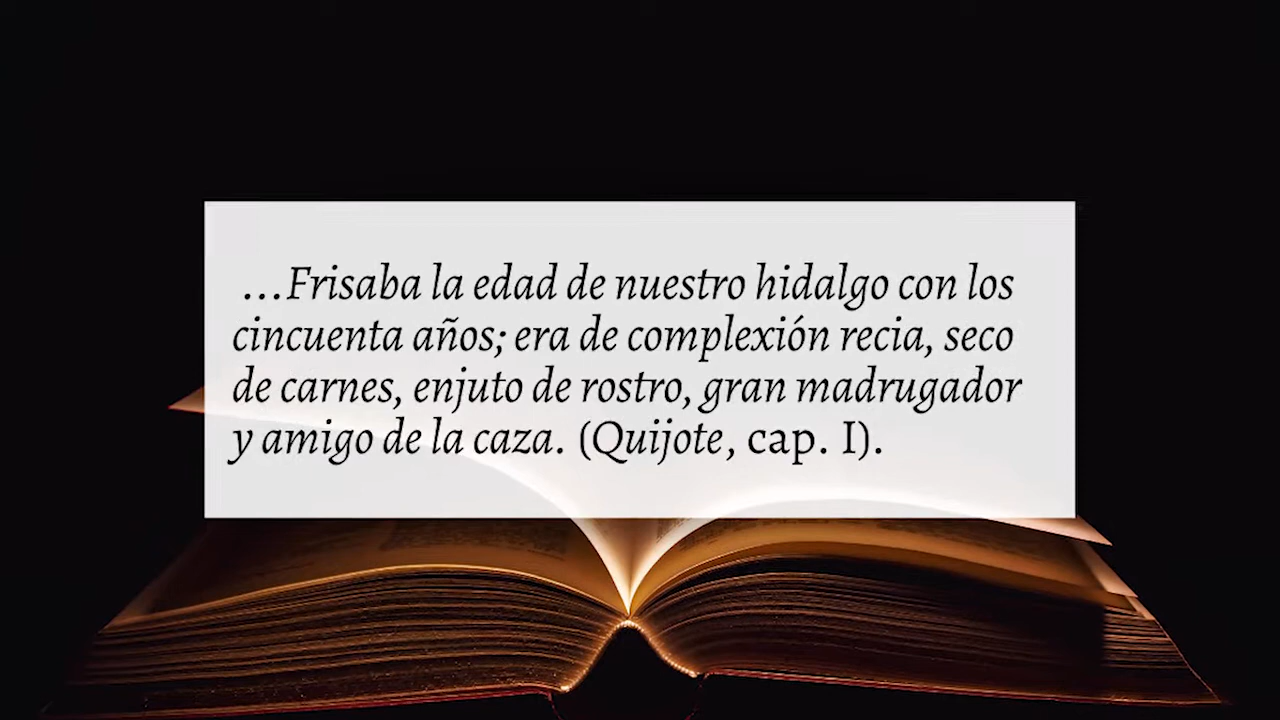 ...Frisaba la edad de nuestro hidalgo con los
cincuenta años; era de complexión recia, seco
de carnes, enjuto de rostro, gran madrugador
y amigo de la caza. (Quijote, cap. I).